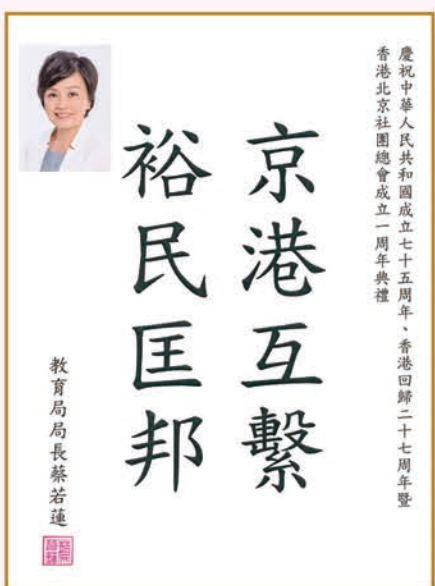 慶祝中華人民共和國成立七十五周年、香港回歸二十七周年暨
香港北京社團總會成立一周年典禮
京港互繫
裕民匡邦
教育局局長蔡若蓮